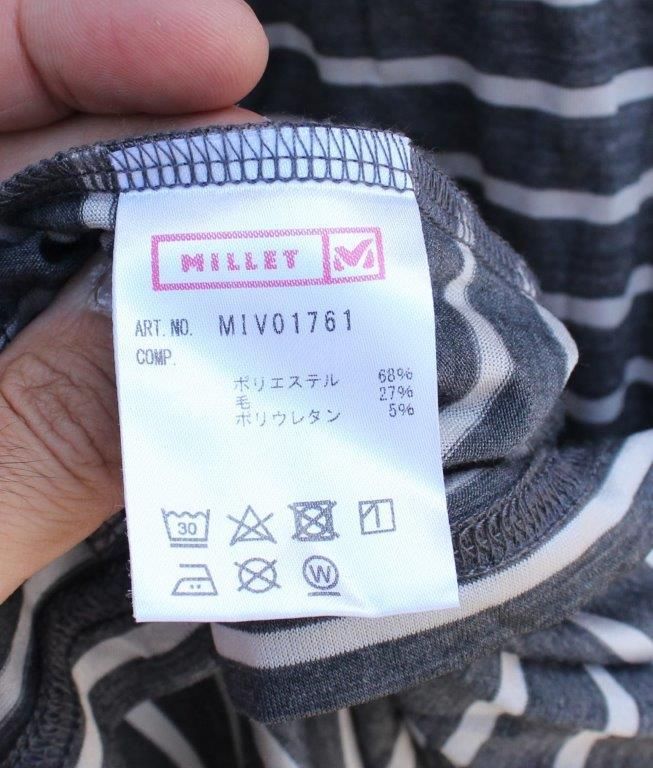 MILLET
ART. NO. MIV01761
COMP.
ポリエステル 68%
毛 27%
ポリウレタン 5%
30
W